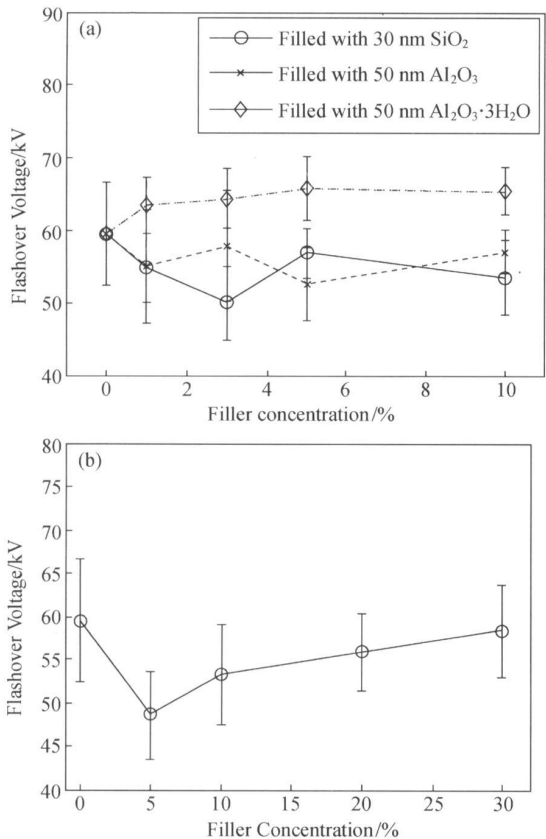 (a)
Filled with 30 nm SiO₂
Filled with 50 nm Al₂O₃
Filled with 50 nm Al₂O₃·3H₂O
90
80
70
60
50
40
Flashover Voltage/kV
0 2 4 6 8 10
Filler concentration/%
(b)
80
75
70
65
60
55
50
45
40
Flashover Voltage/kV
0 5 10 15 20 25 30
Filler Concentration/%